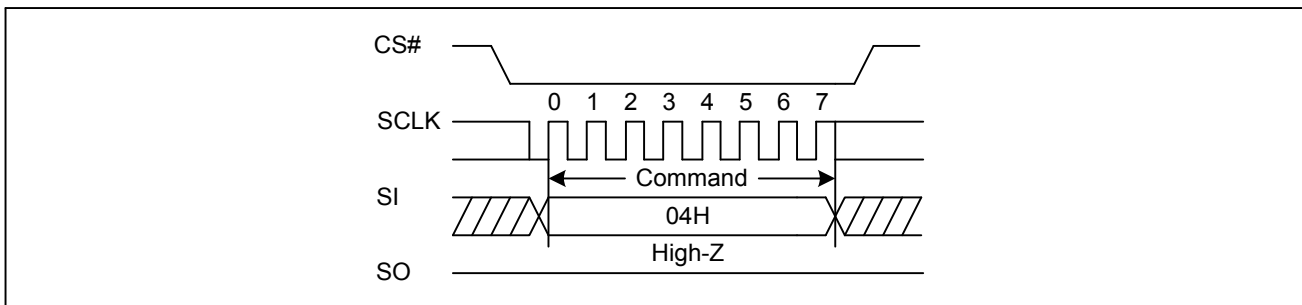 CS#
0 1 2 3 4 5 6 7
SCLK
Command
SI
04H
High-Z
SO